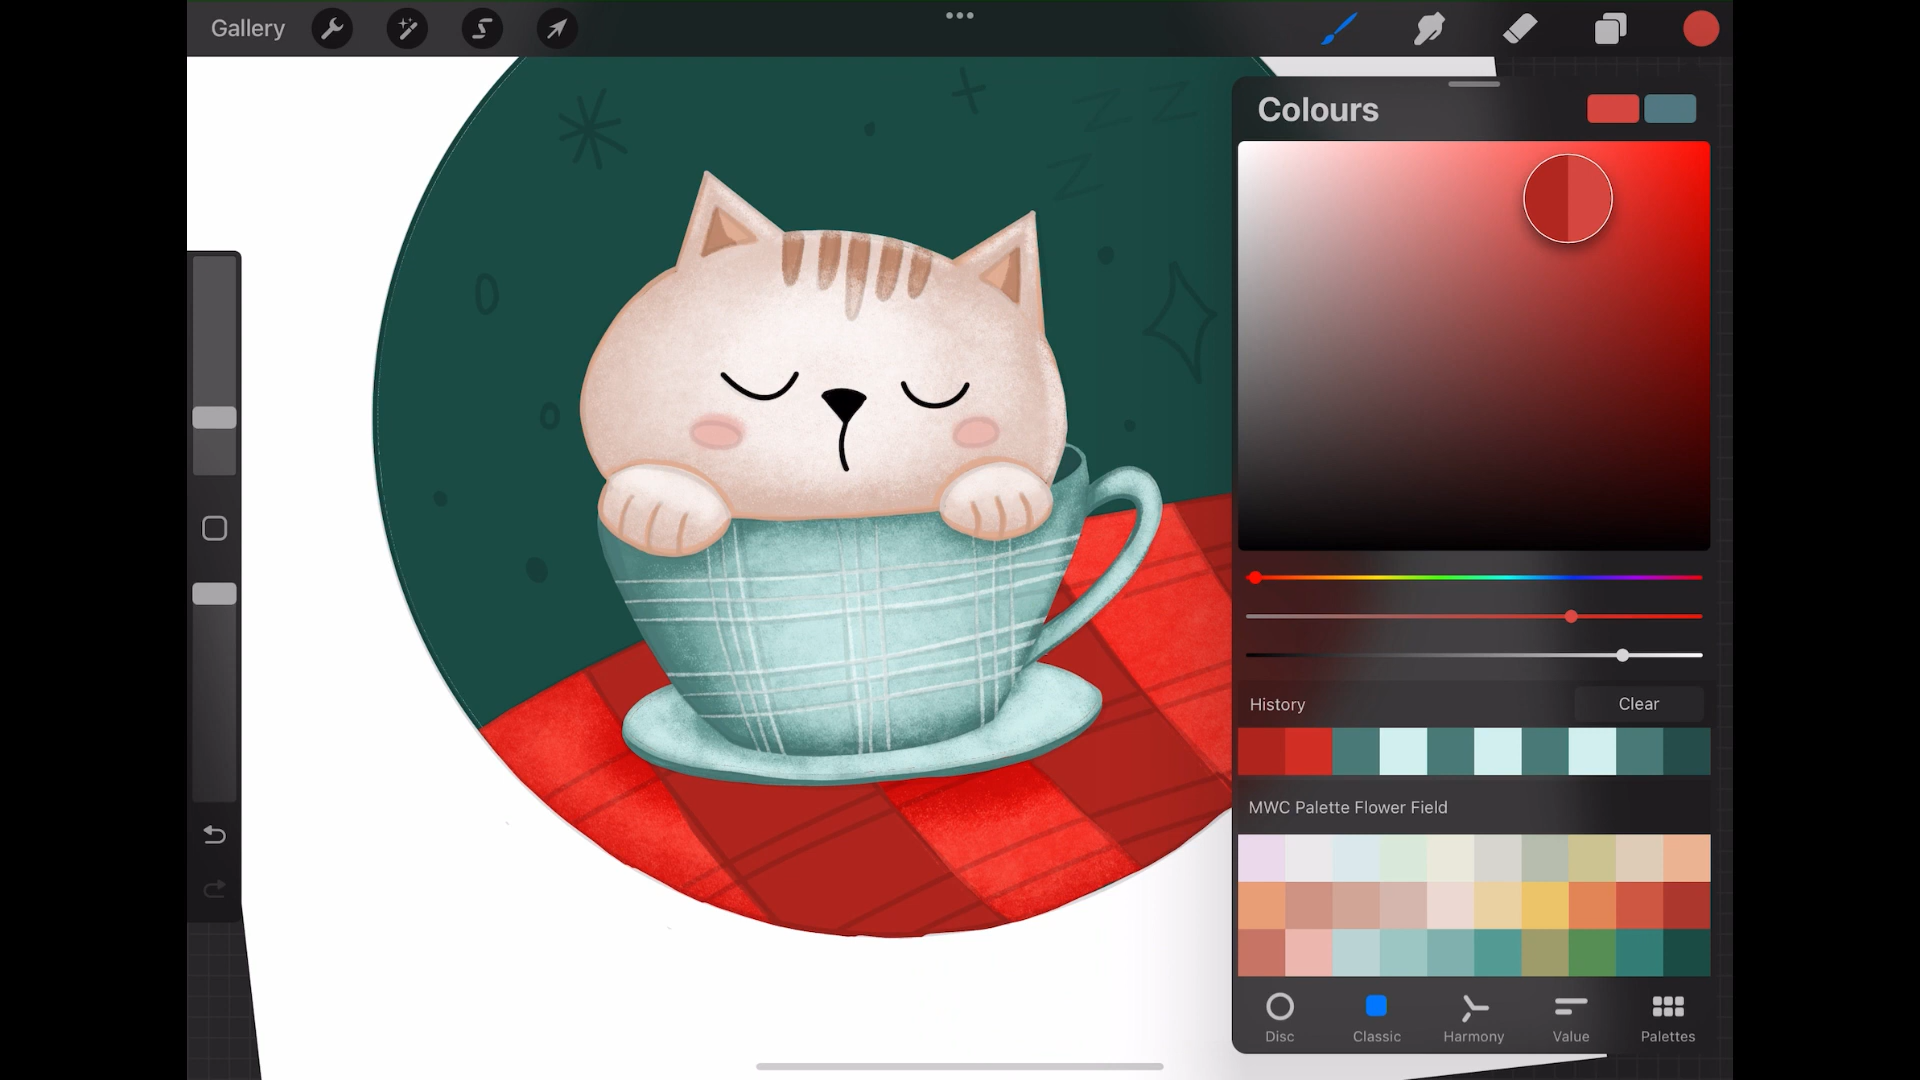 Gallery
Colours
z z
z
History
Clear
MWC Palette Flower Field
Disc
Classic
Harmony
Value
Palettes